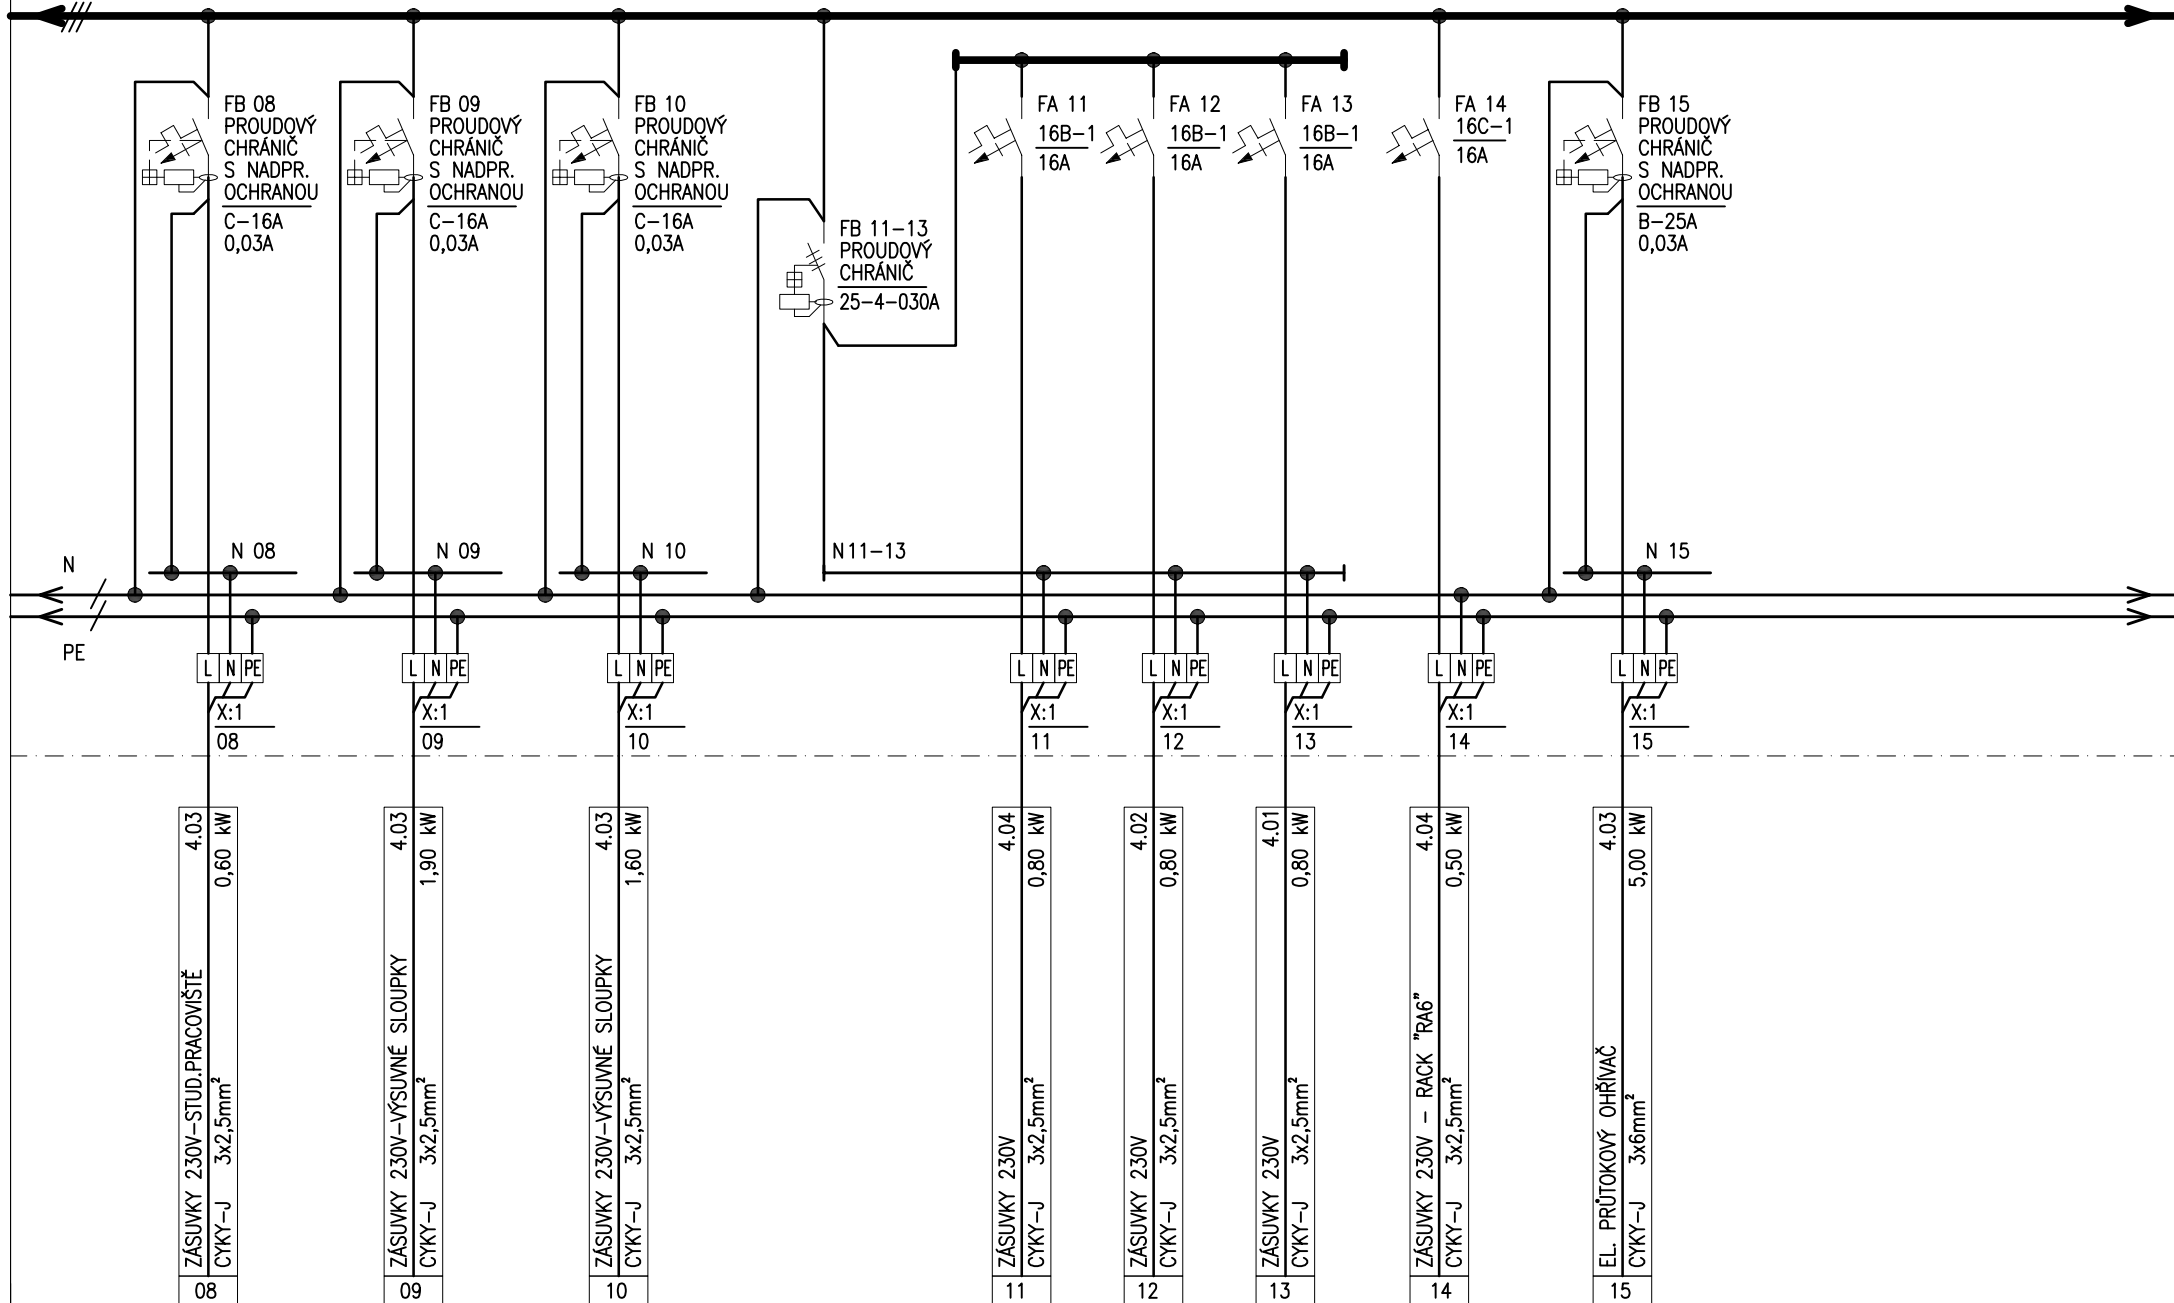 FB 08
PROUDOVÝ
CHRÁNIČ
S NADPR.
OCHRANOU
C-16A
0,03A
FB 09
PROUDOVÝ
CHRÁNIČ
S NADPR.
OCHRANOU
C-16A
0,03A
FB 10
PROUDOVÝ
CHRÁNIČ
S NADPR.
OCHRANOU
C-16A
0,03A
FB 11-13
PROUDOVÝ
CHRÁNIČ
25-4-030A
FA 11
16B-1
16A
FA 12
16B-1
16A
FA 13
16B-1
16A
FA 14
16C-1
16A
FB 15
PROUDOVÝ
CHRÁNIČ
S NADPR.
OCHRANOU
B-25A
0,03A
N
N 08
N 09
N 10
N11-13
N 15
PE
L N PE
L N PE
L N PE
L N PE
L N PE
L N PE
L N PE
L N PE
X:1
08
X:1
09
X:1
10
X:1
11
X:1
12
X:1
13
X:1
14
X:1
15
ZÁSUVKY 230V-STUD.PRACOVIŠTĚ 4.03
CYKY-J 3x2,5mm² 0,60 kW
08
ZÁSUVKY 230V-VÝSUVNÉ SLOUPKY 4.03
CYKY-J 3x2,5mm² 1,90 kW
09
ZÁSUVKY 230V-VÝSUVNÉ SLOUPKY 4.03
CYKY-J 3x2,5mm² 1,60 kW
10
ZÁSUVKY 230V 4.04
CYKY-J 3x2,5mm² 0,80 kW
11
ZÁSUVKY 230V 4.02
CYKY-J 3x2,5mm² 0,80 kW
12
ZÁSUVKY 230V 4.01
CYKY-J 3x2,5mm² 0,80 kW
13
ZÁSUVKY 230V - RACK "RA6" 4.04
CYKY-J 3x2,5mm² 0,50 kW
14
EL. PRŮTOKOVÝ OHŘÍVAČ 4.03
CYKY-J 3x6mm² 5,00 kW
15